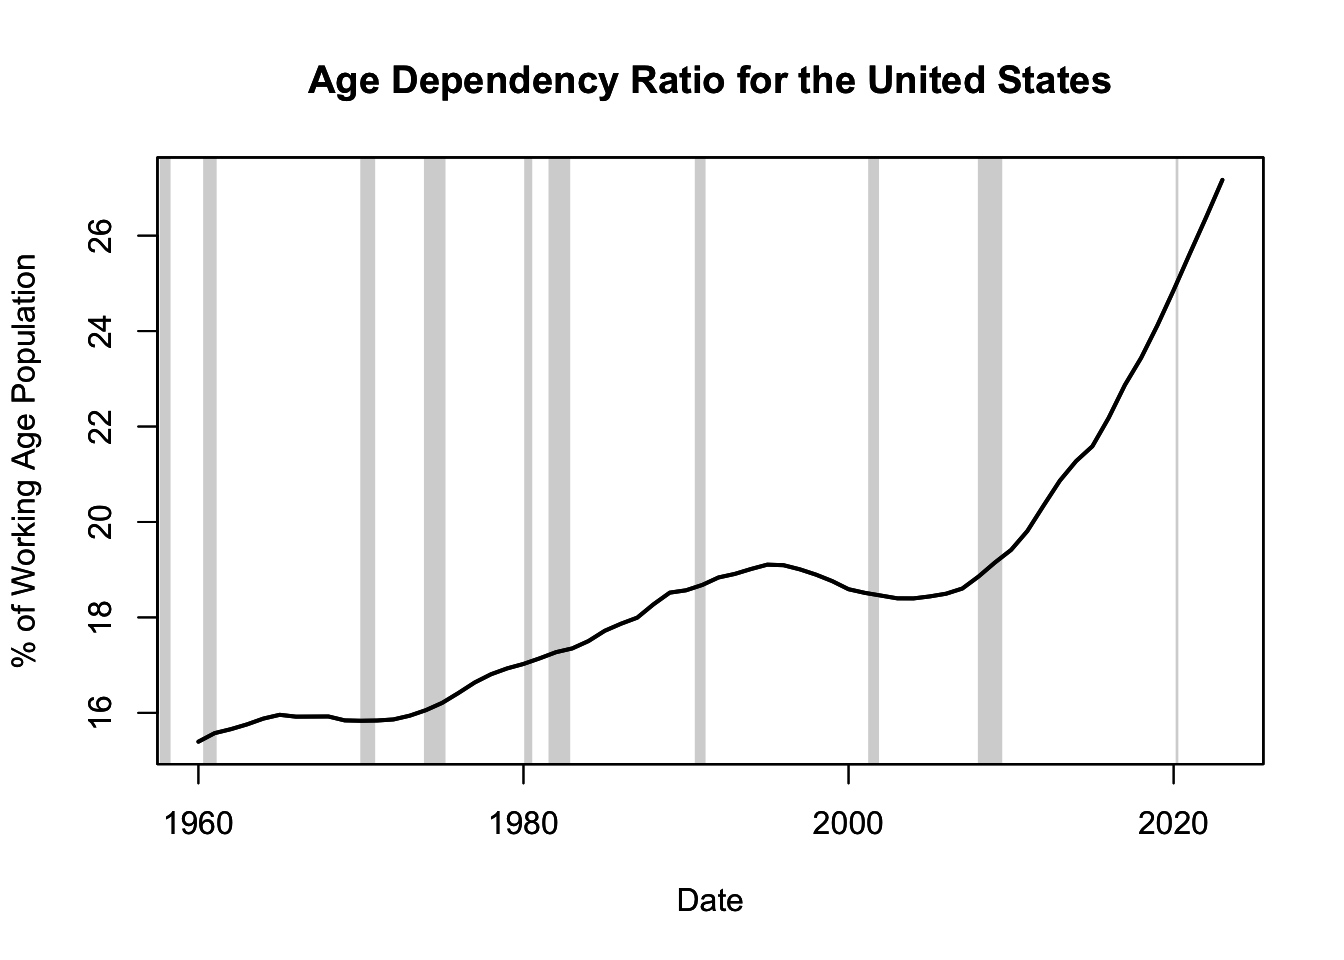 Age Dependency Ratio for the United States
% of Working Age Population
26
24
22
20
18
16
1960 1980 2000 2020
Date